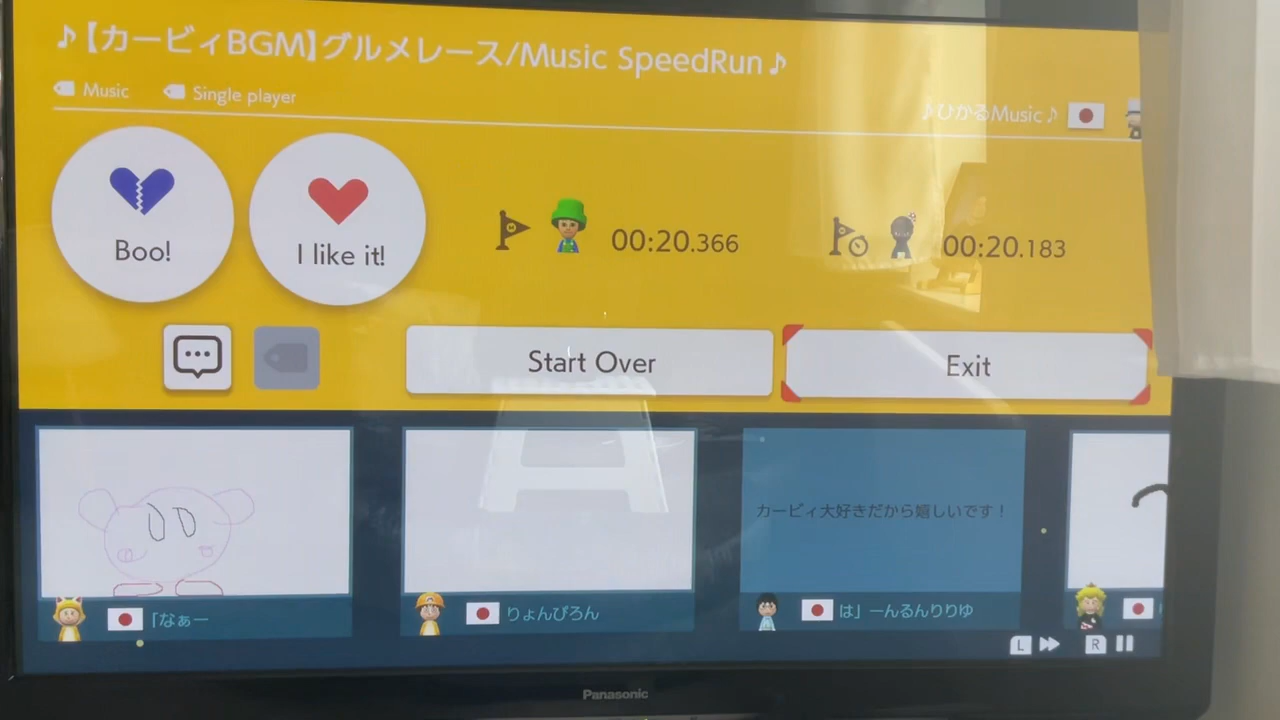 ♪【カービィBGM】グルメレース/Music SpeedRun♪
Music
Single player
♪ひかるMusic♪
Boo!
I like it!
M
00:20.366
00:20.183
Start Over
Exit
カービィ大好きだから嬉しいです!
「なぁー
りょんぴろん
は」ーんるんりりゆ
L
R
Panasonic